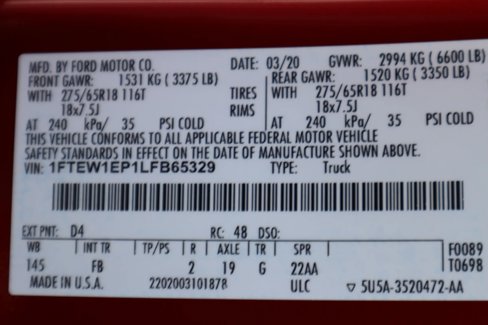 MFD. BY FORD MOTOR CO. DATE: 03/20 GVWR: 2994 KG (6600 LB)
FRONT GAWR: 1531 KG (3375 LB) REAR GAWR: 1520 KG (3350 LB)
WITH 275/65R18 116T TIRES WITH 275/65R18 116T
18x7.5J RIMS 18x7.5J
AT 240 kPa/ 35 PSI COLD AT 240 kPa/ 35 PSI COLD
THIS VEHICLE CONFORMS TO ALL APPLICABLE FEDERAL MOTOR VEHICLE
SAFETY STANDARDS IN EFFECT ON THE DATE OF MANUFACTURE SHOWN ABOVE.
VIN: 1FTEW1EP1LFB65329 TYPE: Truck
EXT PNT: D4 RC: 48 DSO:
WB INT TR TP/PS R AXLE TR SPR F0089
145 FB 2 19 G 22AA T0698
MADE IN U.S.A. 2202003101878 ULC ▽ 5U5A-3520472-AA